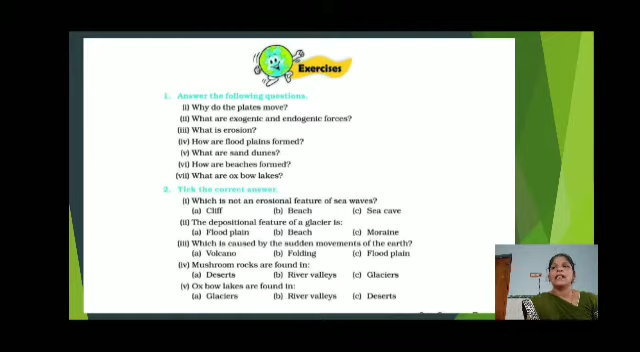 Exercises
1. Answer the following questions.
(i) Why do the plates move?
(ii) What are exogenic and endogenic forces?
(iii) What is erosion?
(iv) How are flood plains formed?
(v) What are sand dunes?
(vi) How are beaches formed?
(vii) What are ox bow lakes?
2. Tick the correct answer.
(i) Which is not an erosional feature of sea waves?
(a) Cliff (b) Beach (c) Sea cave
(ii) The depositional feature of a glacier is:
(a) Flood plain (b) Beach (c) Moraine
(iii) Which is caused by the sudden movements of the earth?
(a) Volcano (b) Folding (c) Flood plain
(iv) Mushroom rocks are found in:
(a) Deserts (b) River valleys (c) Glaciers
(v) Ox bow lakes are found in:
(a) Glaciers (b) River valleys (c) Deserts